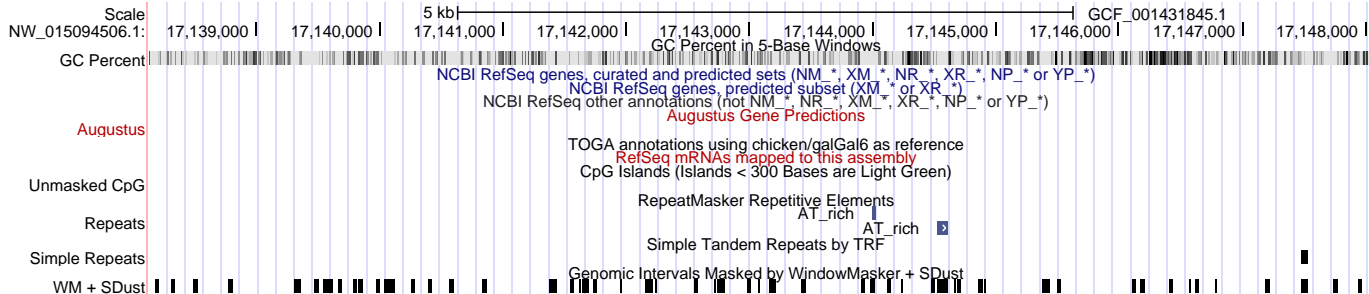 Scale 5 kb GCF_001431845.1
NW_015094506.1: 17,139,000 17,140,000 17,141,000 17,142,000 17,143,000 17,144,000 17,145,000 17,146,000 17,147,000 17,148,000
GC Percent in 5-Base Windows
GC Percent
NCBI RefSeq genes, curated and predicted sets (NM_*, XM_*, NR_*, XR_*, NP_* or YP_*)
NCBI RefSeq genes, predicted subset (XM_* or XR_*)
NCBI RefSeq other annotations (not NM_*, NR_*, XM_*, XR_*, NP_* or YP_*)
Augustus Gene Predictions
Augustus
TOGA annotations using chicken/galGal6 as reference
RefSeq mRNAs mapped to this assembly
CpG Islands (Islands < 300 Bases are Light Green)
Unmasked CpG
RepeatMasker Repetitive Elements
AT_rich
Repeats AT_rich
Simple Tandem Repeats by TRF
Simple Repeats
Genomic Intervals Masked by WindowMasker + SDust
WM + SDust